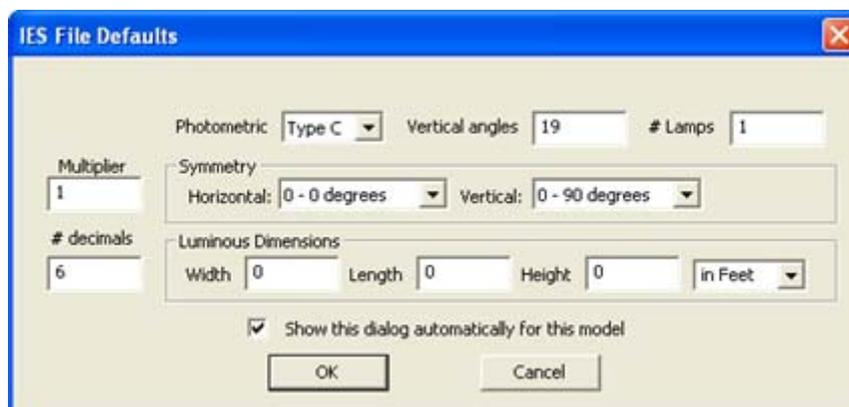 IES File Defaults
Photometric Type C Vertical angles 19 # Lamps 1
Multiplier
1
Symmetry
Horizontal: 0 - 0 degrees Vertical: 0 - 90 degrees
# decimals
6
Luminous Dimensions
Width 0 Length 0 Height 0 in Feet
Show this dialog automatically for this model
OK Cancel